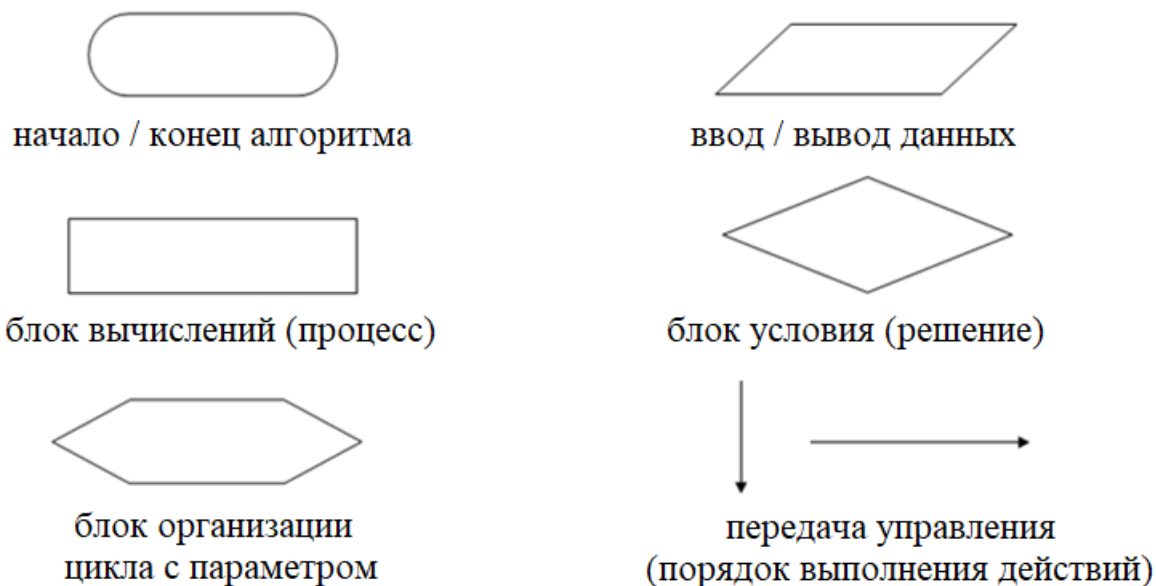 начало / конец алгоритма
ввод / вывод данных
блок вычислений (процесс)
блок условия (решение)
блок организации
цикла с параметром
передача управления
(порядок выполнения действий)